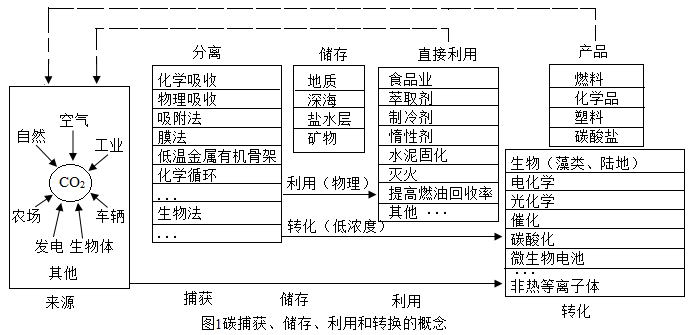 分离
储存
直接利用
产品
空气
自然
工业
CO2
农场
车辆
发电
生物体
其他
来源
化学吸收
物理吸收
吸附法
膜法
低温金属有机骨架
化学循环
...
生物法
...
地质
深海
盐水层
矿物
食品业
萃取剂
制冷剂
惰性剂
水泥固化
灭火
提高燃油回收率
其他 ...
燃料
化学品
塑料
碳酸盐
利用（物理）
转化（低浓度）
生物（藻类、陆地）
电化学
光化学
催化
碳酸化
微生物电池
...
非热等离子体
转化
捕获
储存
利用
图1碳捕获、储存、利用和转换的概念